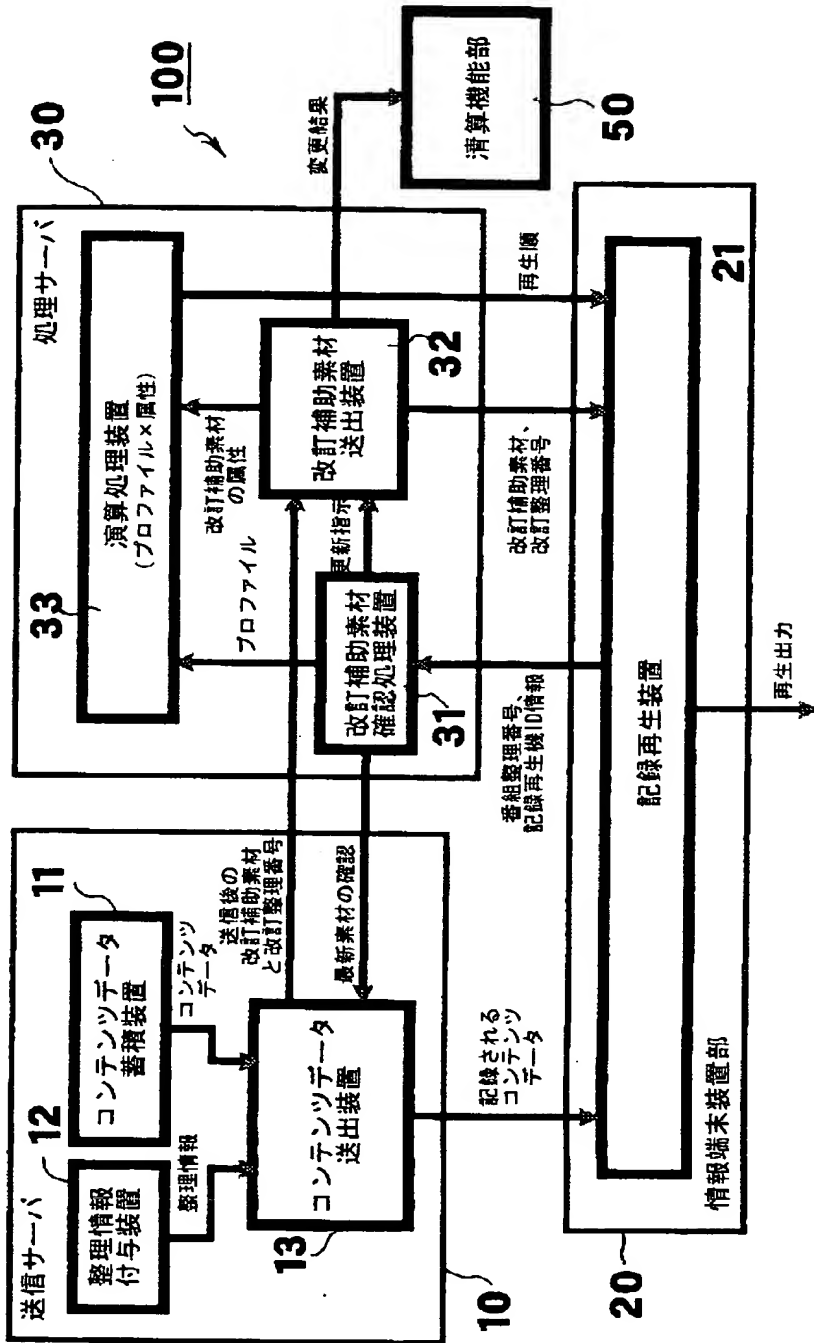 100
送信サーバ
12
整理情報
付与装置
11
コンテンツデータ
蓄積装置
整理情報
コンテンツ
データ
コンテンツデータ
送出装置
13
10
送信後の
改訂補助素材
と改訂整理番号
最新素材の確認
記録される
コンテンツ
データ
処理サーバ
30
33
演算処理装置
(プロファイル×属性)
プロファイル
改訂補助素材
の属性
改訂補助素材
確認処理装置
31
更新指示
改訂補助素材
送出装置
32
変更結果
清算機能部
50
番組整理番号、
記録再生機ID情報
改訂補助素材、
改訂整理番号
再生順
記録再生装置
21
情報端末装置部
20
再生出力